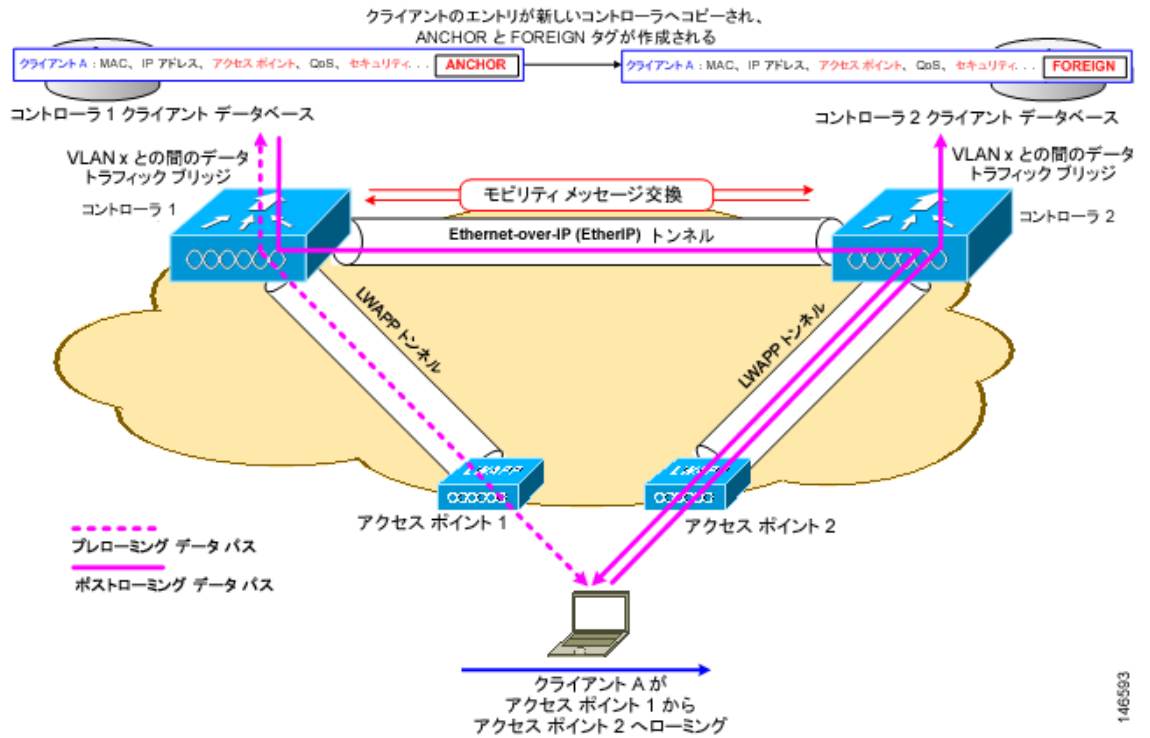 クライアントのエントリが新しいコントローラへコピーされ、
ANCHOR と FOREIGN タグが作成される
クライアント A : MAC、IP アドレス、アクセス ポイント、QoS、セキュリティ. . . ANCHOR
クライアント A : MAC、IP アドレス、アクセス ポイント、QoS、セキュリティ. . . FOREIGN
コントローラ 1 クライアント データベース
コントローラ 2 クライアント データベース
VLAN x との間のデータ
トラフィック ブリッジ
VLAN x との間のデータ
トラフィック ブリッジ
コントローラ 1
モビリティ メッセージ交換
コントローラ 2
Ethernet-over-IP (EtherIP) トンネル
LWAPP トンネル
LWAPP トンネル
LWAPP
LWAPP
アクセス ポイント 1
アクセス ポイント 2
プレローミング データ パス
ポストローミング データ パス
クライアント A が
アクセス ポイント 1 から
アクセス ポイント 2 へローミング
146593